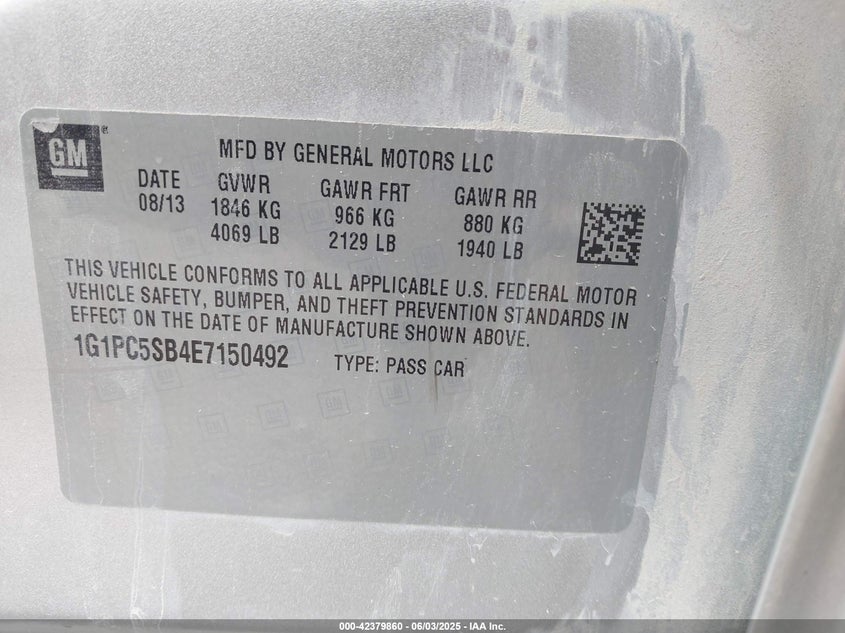 GM ®
MFD BY GENERAL MOTORS LLC
DATE GVWR GAWR FRT GAWR RR
08/13 1846 KG 966 KG 880 KG
4069 LB 2129 LB 1940 LB
THIS VEHICLE CONFORMS TO ALL APPLICABLE U.S. FEDERAL MOTOR
VEHICLE SAFETY, BUMPER, AND THEFT PREVENTION STANDARDS IN
EFFECT ON THE DATE OF MANUFACTURE SHOWN ABOVE.
1G1PC5SB4E7150492 TYPE: PASS CAR
000-42379860 | 06/03/2025 - IAA Inc.